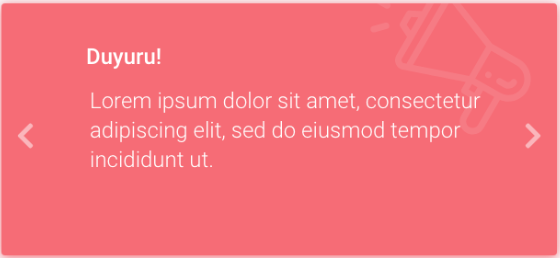 Duyuru!
Lorem ipsum dolor sit amet, consectetur
adipiscing elit, sed do eiusmod tempor
incididunt ut.